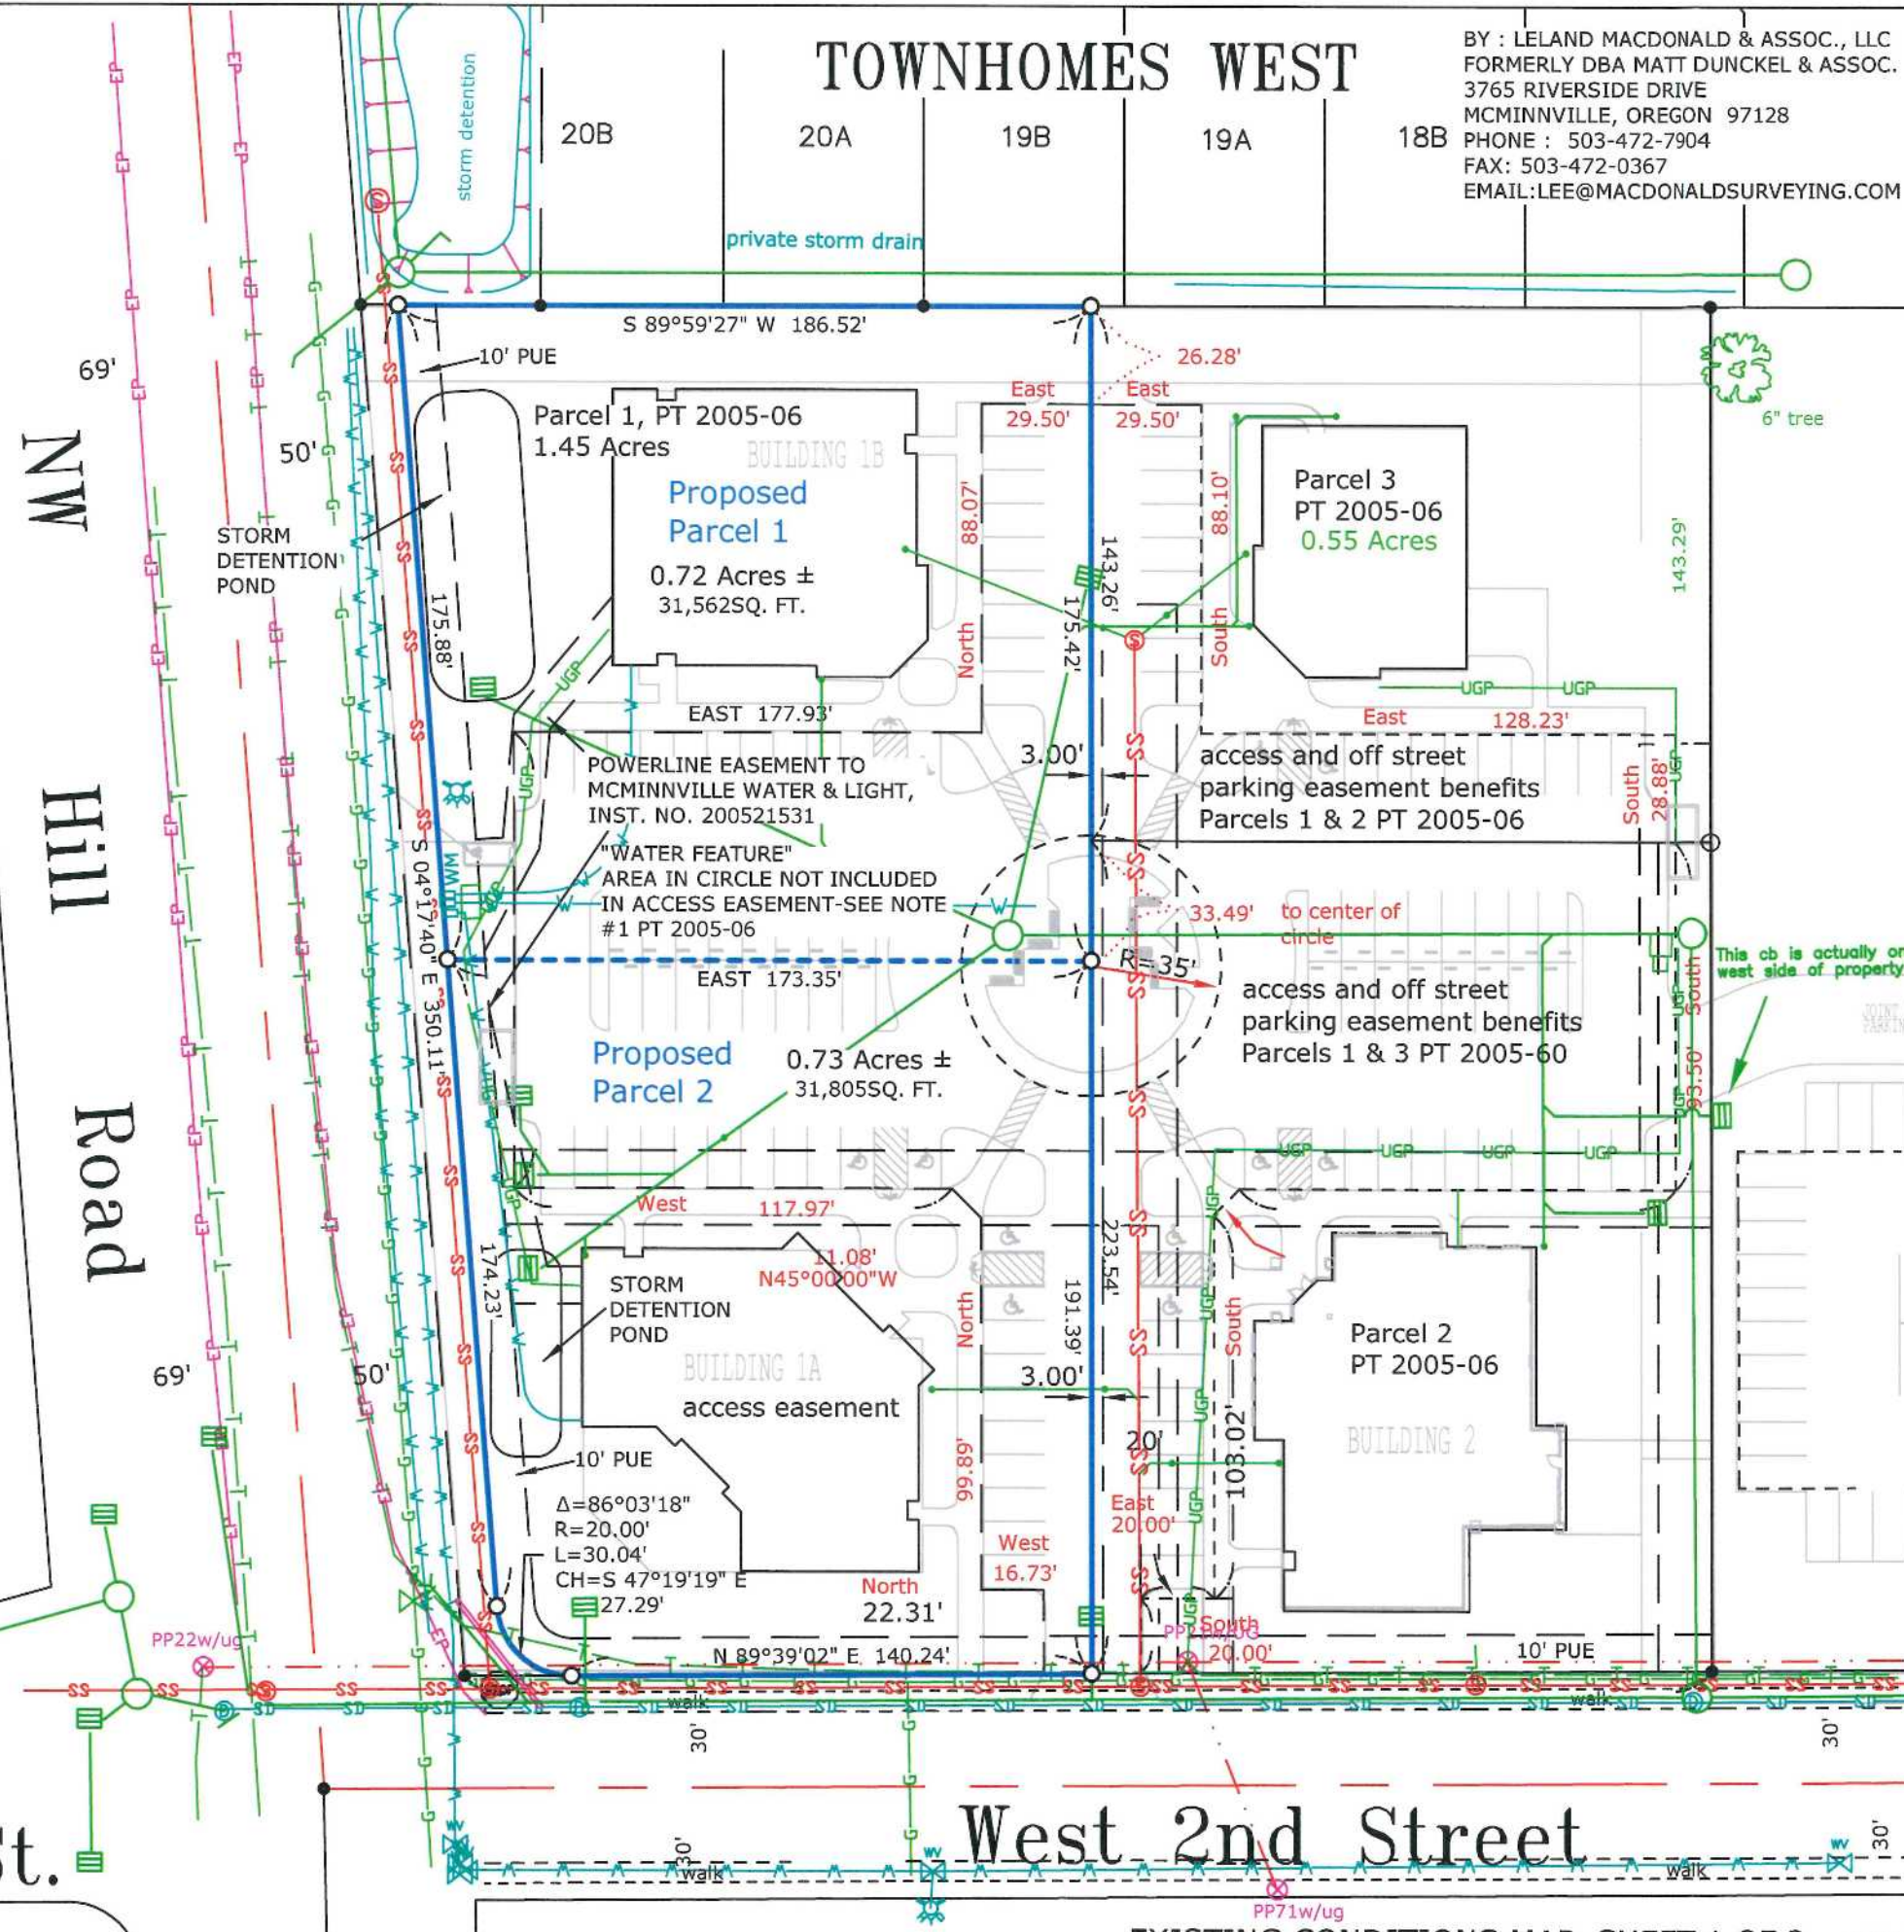 TOWNHOMES WEST
BY : LELAND MACDONALD & ASSOC., LLC
FORMERLY DBA MATT DUNCKEL & ASSOC.
3765 RIVERSIDE DRIVE
MCMINNVILLE, OREGON 97128
PHONE : 503-472-7904
FAX: 503-472-0367
EMAIL:LEE@MACDONALDSURVEYING.COM
storm detention
20B
20A
19B
19A
18B
private storm drain
S 89°59'27" W 186.52'
10' PUE
69'
50'
26.28'
East
29.50'
East
29.50'
6" tree
Parcel 1, PT 2005-06
1.45 Acres
BUILDING 1B
Proposed
Parcel 1
0.72 Acres ±
31,562SQ. FT.
STORM
DETENTION
POND
NW
Hill
Road
88.07'
North
88.10'
South
143.26'
175.42'
175.88'
Parcel 3
PT 2005-06
0.55 Acres
143.29'
UGP
UGP
UGP
EAST 177.93'
East
128.23'
3.00'
access and off street
parking easement benefits
Parcels 1 & 2 PT 2005-06
South
28.88'
POWERLINE EASEMENT TO
MCMINNVILLE WATER & LIGHT,
INST. NO. 200521531
"WATER FEATURE"
AREA IN CIRCLE NOT INCLUDED
IN ACCESS EASEMENT-SEE NOTE
#1 PT 2005-06
33.49'
to center of
circle
S 04°17'40" E 350.11'
EAST 173.35'
R=35'
This cb is actually on
west side of property
access and off street
parking easement benefits
Parcels 1 & 3 PT 2005-60
South
93.50'
Proposed
Parcel 2
0.73 Acres ±
31,805SQ. FT.
UGP
UGP
UGP
UGP
West
117.97'
11.08'
N45°00'00"W
174.23'
STORM
DETENTION
POND
BUILDING 1A
access easement
North
99.89'
223.54'
191.39'
3.00'
20'
South
103.02'
Parcel 2
PT 2005-06
BUILDING 2
69'
50'
10' PUE
Δ=86°03'18"
R=20.00'
L=30.04'
CH=S 47°19'19" E
27.29'
East
20.00'
West
16.73'
North
22.31'
South
20.00'
N 89°39'02" E 140.24'
10' PUE
PP22w/ug
walk
walk
30'
30'
West 2nd Street
30'
30'
walk
walk
WV
WV
WV
St.
PP71w/ug